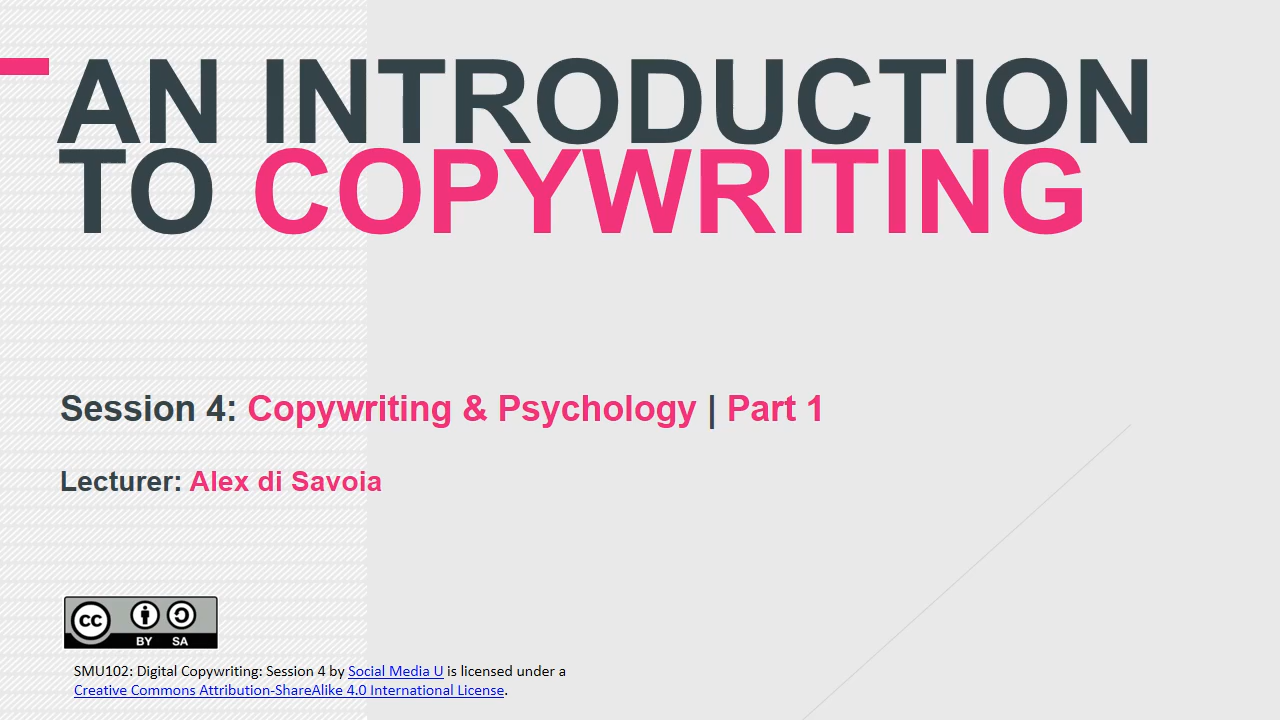 AN INTRODUCTION
TO COPYWRITING
Session 4: Copywriting & Psychology | Part 1
Lecturer: Alex di Savoia
CC BY SA
SMU102: Digital Copywriting: Session 4 by Social Media U is licensed under a
Creative Commons Attribution-ShareAlike 4.0 International License.